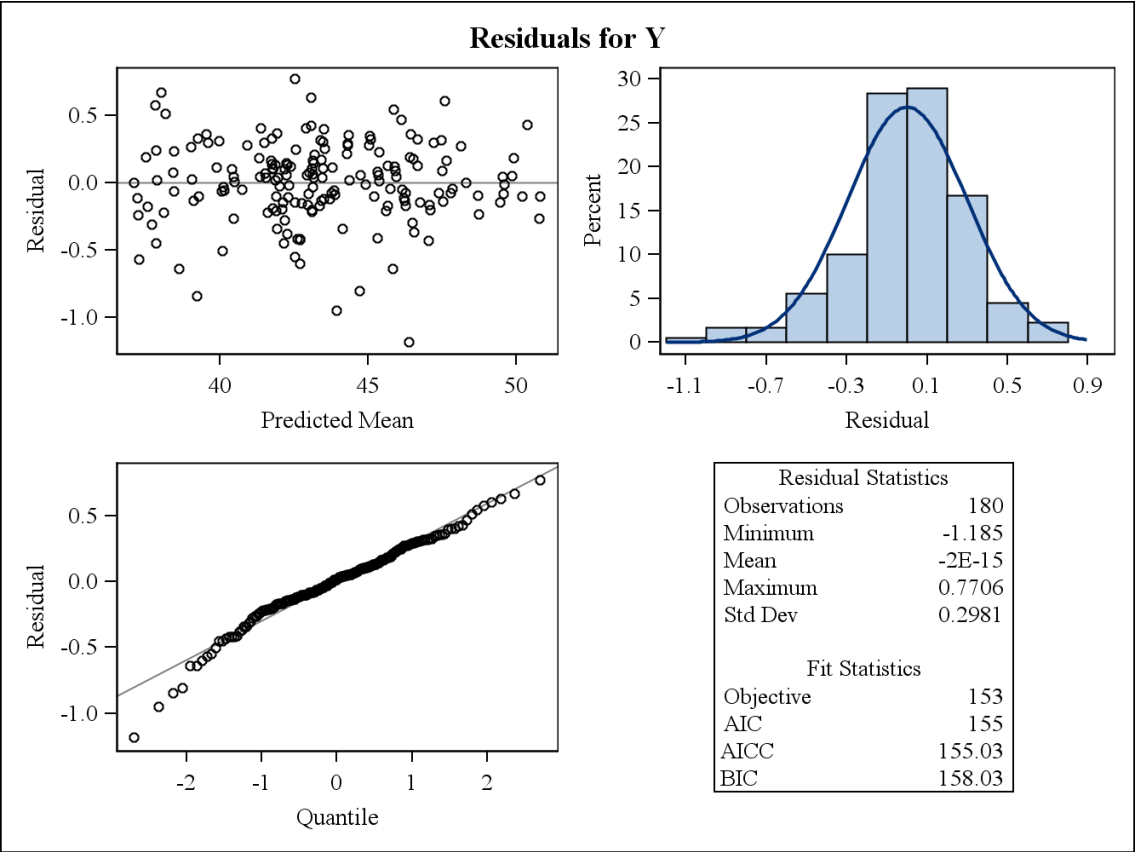 Residuals for Y
Residual
0.5
0.0
-0.5
-1.0
40 45 50
Predicted Mean
Percent
30
25
20
15
10
5
0
-1.1 -0.7 -0.3 0.1 0.5 0.9
Residual
Residual
0.5
0.0
-0.5
-1.0
-2 -1 0 1 2
Quantile
Residual Statistics
Observations 180
Minimum -1.185
Mean -2E-15
Maximum 0.7706
Std Dev 0.2981
Fit Statistics
Objective 153
AIC 155
AICC 155.03
BIC 158.03